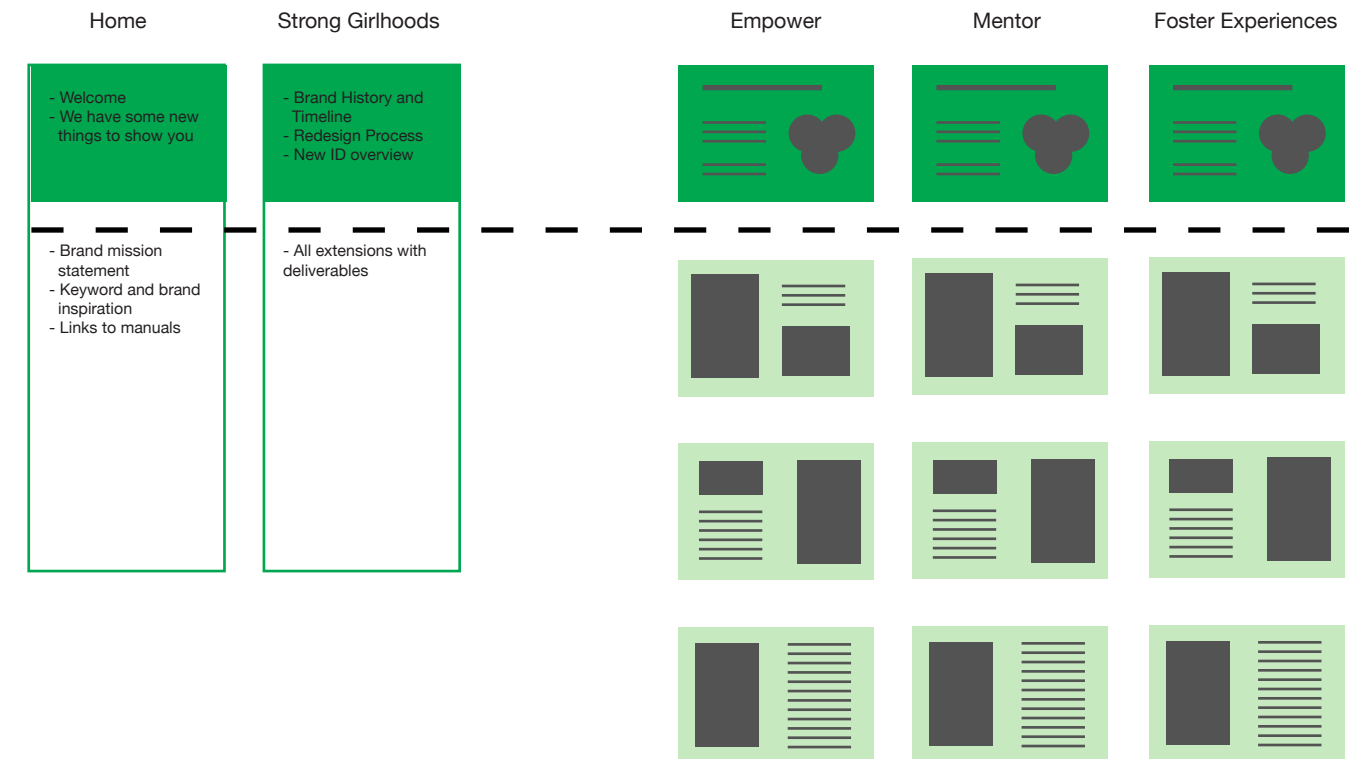 Home
Strong Girlhoods
Empower
Mentor
Foster Experiences
- Welcome
- We have some new
things to show you
- Brand History and
Timeline
- Redesign Process
- New ID overview
- Brand mission
statement
- Keyword and brand
inspiration
- Links to manuals
- All extensions with
deliverables